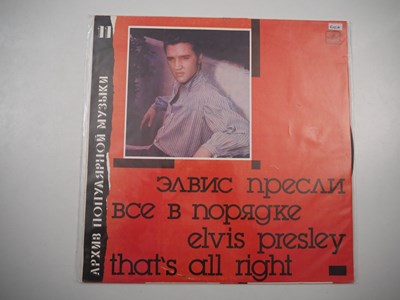 АРХИВ ПОПУЛЯРНОЙ МУЗЫКИ
11
ЭЛВИС ПРЕСЛИ
ВСЕ В ПОРЯДКЕ
elvis presley
that's all right